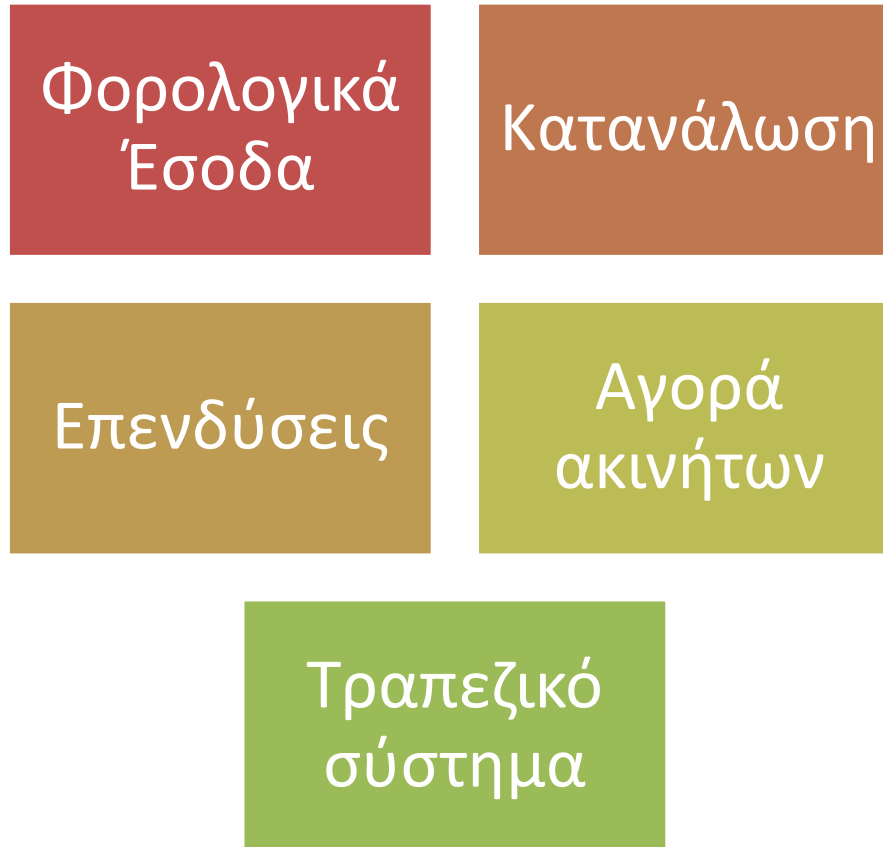 Φορολογικά
Έσοδα
Κατανάλωση
Επενδύσεις
Αγορά
ακινήτων
Τραπεζικό
σύστημα